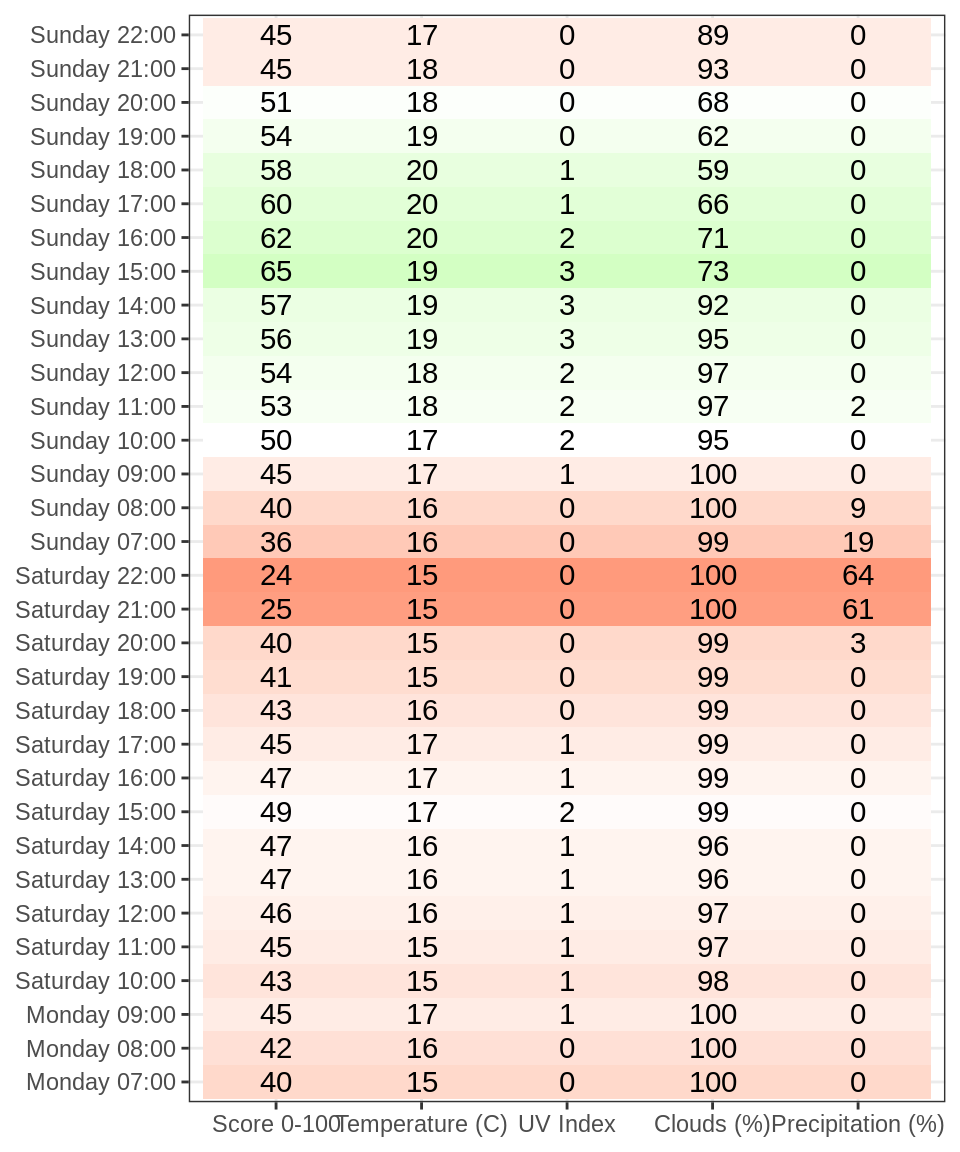 Sunday 22:00 45 17 0 89 0
Sunday 21:00 45 18 0 93 0
Sunday 20:00 51 18 0 68 0
Sunday 19:00 54 19 0 62 0
Sunday 18:00 58 20 1 59 0
Sunday 17:00 60 20 1 66 0
Sunday 16:00 62 20 2 71 0
Sunday 15:00 65 19 3 73 0
Sunday 14:00 57 19 3 92 0
Sunday 13:00 56 19 3 95 0
Sunday 12:00 54 18 2 97 0
Sunday 11:00 53 18 2 97 2
Sunday 10:00 50 17 2 95 0
Sunday 09:00 45 17 1 100 0
Sunday 08:00 40 16 0 100 9
Sunday 07:00 36 16 0 99 19
Saturday 22:00 24 15 0 100 64
Saturday 21:00 25 15 0 100 61
Saturday 20:00 40 15 0 99 3
Saturday 19:00 41 15 0 99 0
Saturday 18:00 43 16 0 99 0
Saturday 17:00 45 17 1 99 0
Saturday 16:00 47 17 1 99 0
Saturday 15:00 49 17 2 99 0
Saturday 14:00 47 16 1 96 0
Saturday 13:00 47 16 1 96 0
Saturday 12:00 46 16 1 97 0
Saturday 11:00 45 15 1 97 0
Saturday 10:00 43 15 1 98 0
Monday 09:00 45 17 1 100 0
Monday 08:00 42 16 0 100 0
Monday 07:00 40 15 0 100 0
Score 0-100 Temperature (C) UV Index Clouds (%) Precipitation (%)